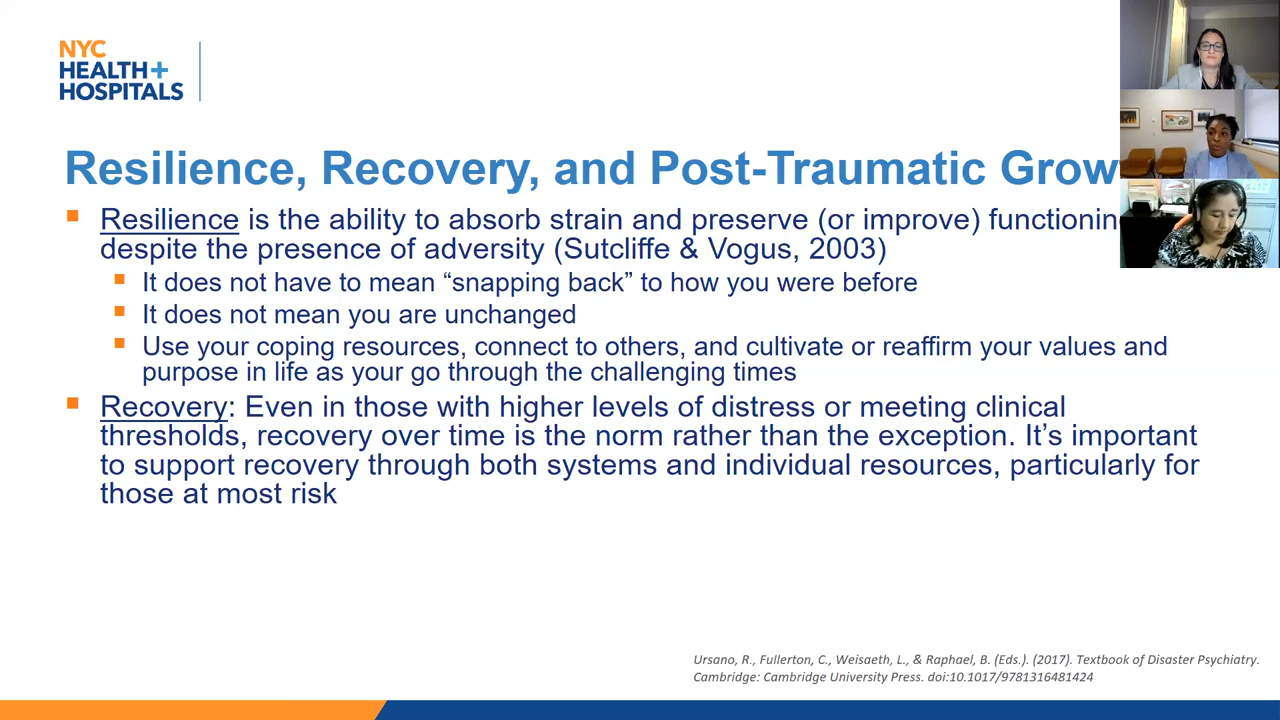 NYC
HEALTH+
HOSPITALS
Resilience, Recovery, and Post-Traumatic Grow
Resilience is the ability to absorb strain and preserve (or improve) functionin
despite the presence of adversity (Sutcliffe & Vogus, 2003)
It does not have to mean “snapping back” to how you were before
It does not mean you are unchanged
Use your coping resources, connect to others, and cultivate or reaffirm your values and
purpose in life as your go through the challenging times
Recovery: Even in those with higher levels of distress or meeting clinical
thresholds, recovery over time is the norm rather than the exception. It’s important
to support recovery through both systems and individual resources, particularly for
those at most risk
Ursano, R., Fullerton, C., Weisaeth, L., & Raphael, B. (Eds.). (2017). Textbook of Disaster Psychiatry.
Cambridge: Cambridge University Press. doi:10.1017/9781316481424